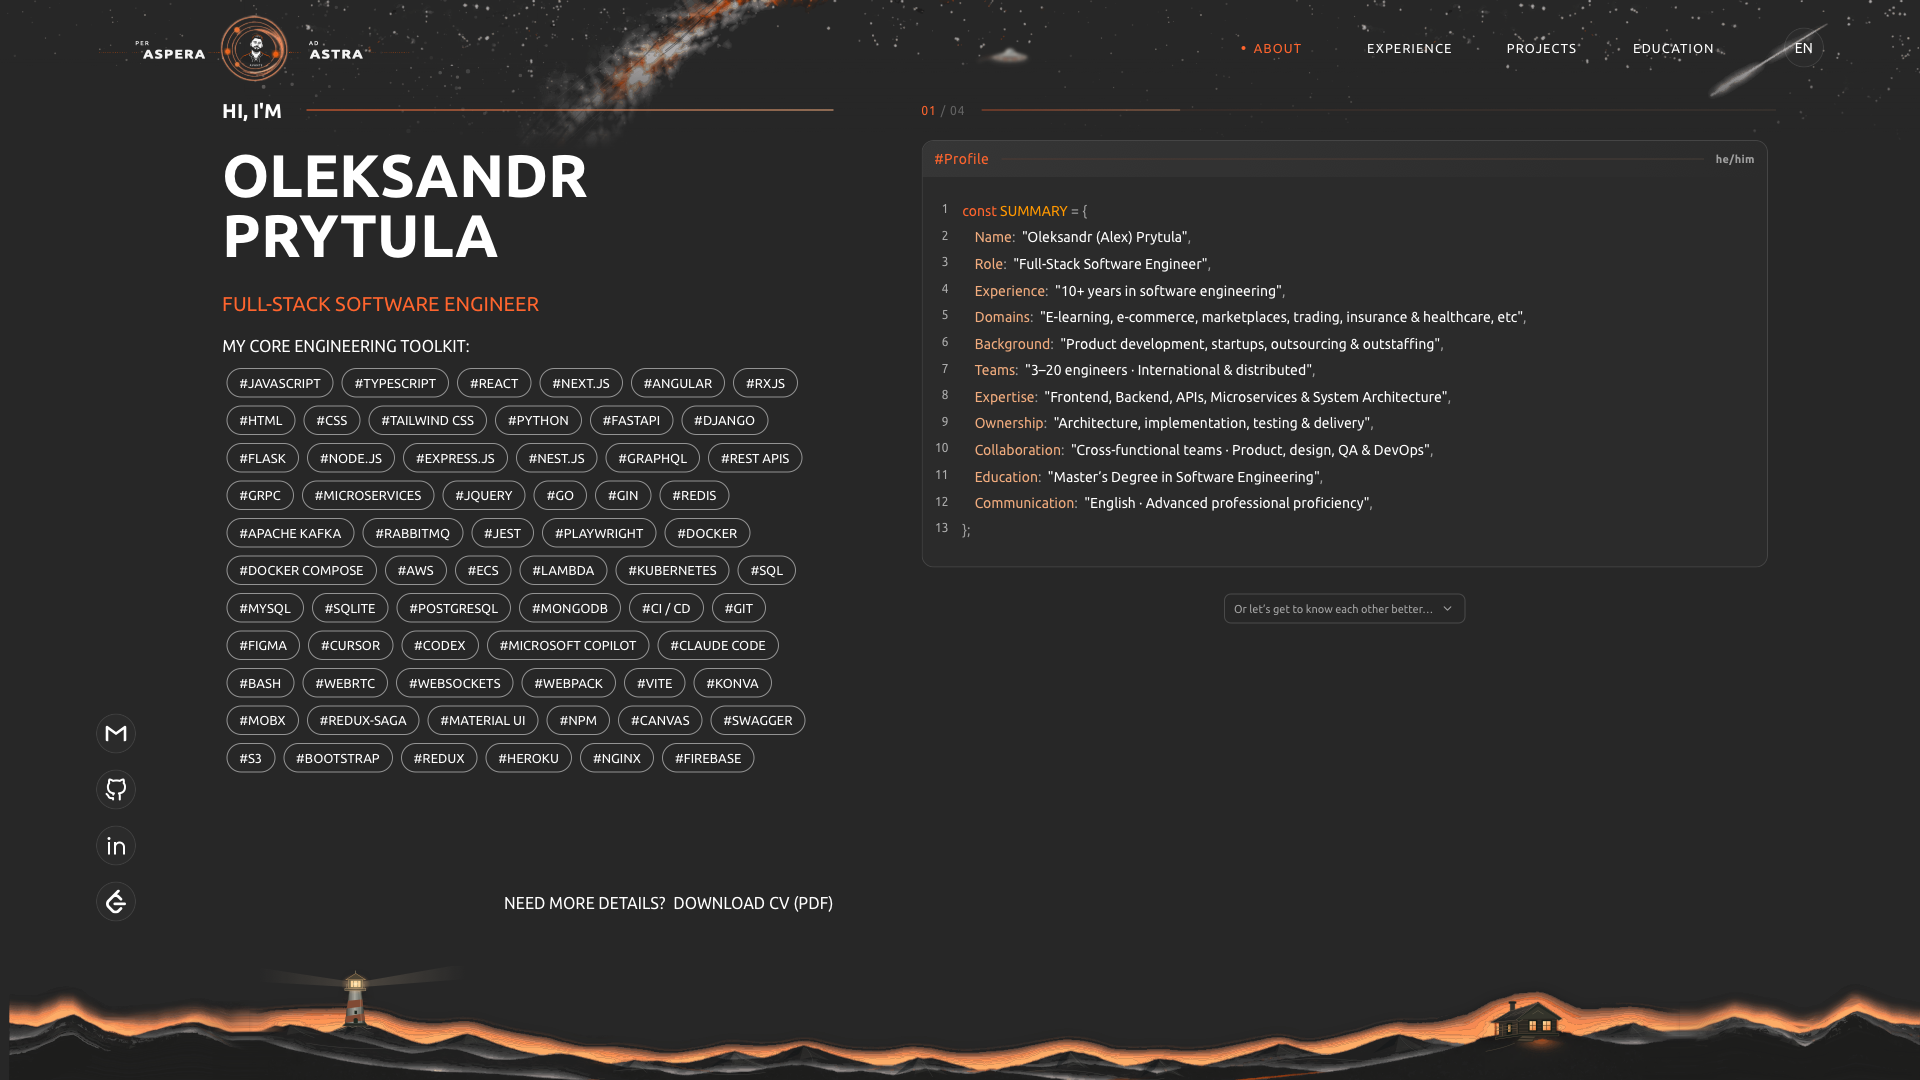 PER
ASPERA
AD
ASTRA
• ABOUT
EXPERIENCE
PROJECTS
EDUCATION
EN
HI, I'M
OLEKSANDR
PRYTULA
FULL-STACK SOFTWARE ENGINEER
MY CORE ENGINEERING TOOLKIT:
#JAVASCRIPT #TYPESCRIPT #REACT #NEXT.JS #ANGULAR #RXJS
#HTML #CSS #TAILWIND CSS #PYTHON #FASTAPI #DJANGO
#FLASK #NODE.JS #EXPRESS.JS #NEST.JS #GRAPHQL #REST APIS
#GRPC #MICROSERVICES #JQUERY #GO #GIN #REDIS
#APACHE KAFKA #RABBITMQ #JEST #PLAYWRIGHT #DOCKER
#DOCKER COMPOSE #AWS #ECS #LAMBDA #KUBERNETES #SQL
#MYSQL #SQLITE #POSTGRESQL #MONGODB #CI / CD #GIT
#FIGMA #CURSOR #CODEX #MICROSOFT COPILOT #CLAUDE CODE
#BASH #WEBRTC #WEBSOCKETS #WEBPACK #VITE #KONVA
#MOBX #REDUX-SAGA #MATERIAL UI #NPM #CANVAS #SWAGGER
#S3 #BOOTSTRAP #REDUX #HEROKU #NGINX #FIREBASE
NEED MORE DETAILS? DOWNLOAD CV (PDF)
01 / 04
#Profile he/him
1 const SUMMARY = {
2 Name: "Oleksandr (Alex) Prytula",
3 Role: "Full-Stack Software Engineer",
4 Experience: "10+ years in software engineering",
5 Domains: "E-learning, e-commerce, marketplaces, trading, insurance & healthcare, etc",
6 Background: "Product development, startups, outsourcing & outstaffing",
7 Teams: "3–20 engineers · International & distributed",
8 Expertise: "Frontend, Backend, APIs, Microservices & System Architecture",
9 Ownership: "Architecture, implementation, testing & delivery",
10 Collaboration: "Cross-functional teams · Product, design, QA & DevOps",
11 Education: "Master’s Degree in Software Engineering",
12 Communication: "English · Advanced professional proficiency",
13 };
Or let’s get to know each other better...